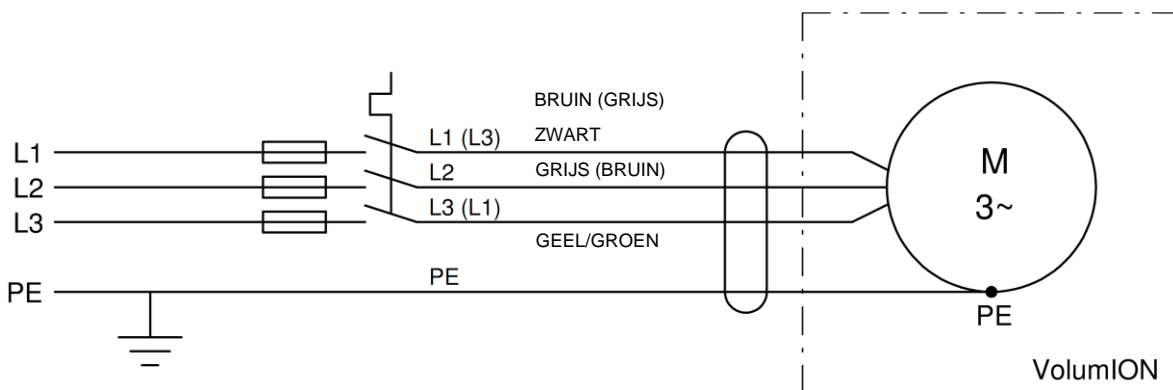 BRUIN (GRIJS)
L1 L1 (L3) ZWART
L2 L2 GRIJS (BRUIN)
L3 L3 (L1)
GEEL/GROEN
PE PE
M
3~
PE
VolumION